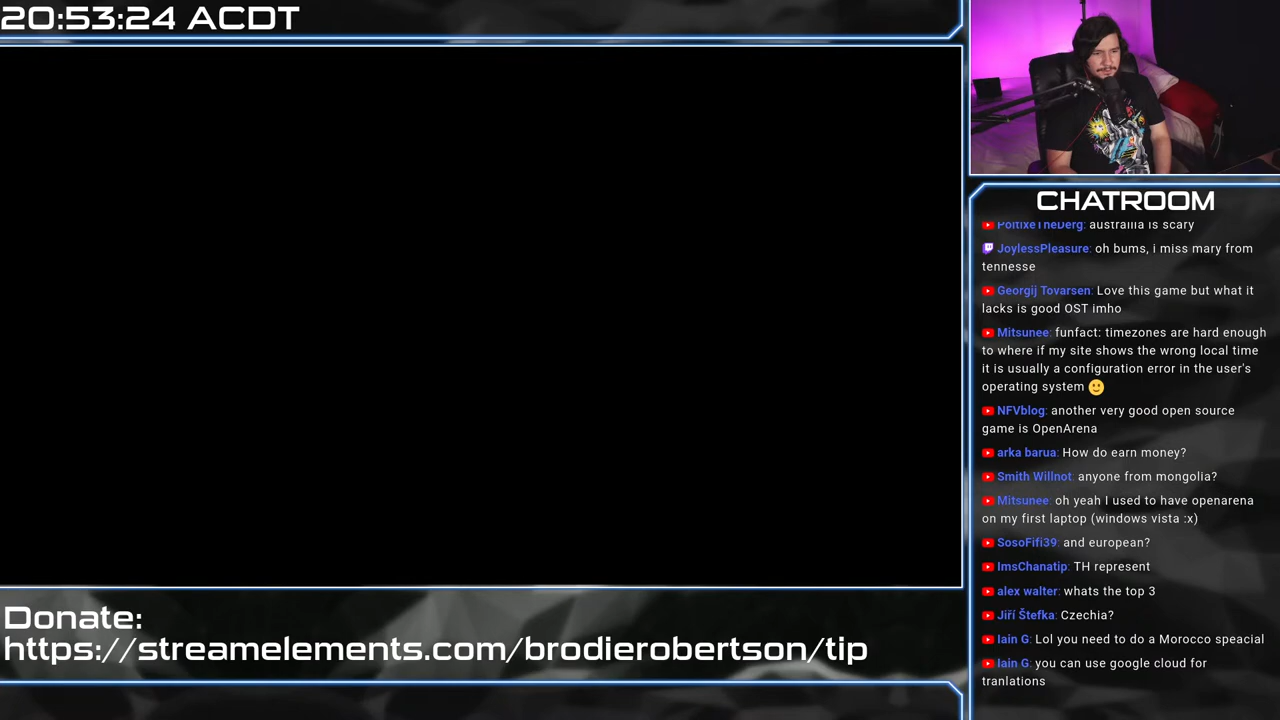 20:53:24 ACDT
CHATROOM
PoltixeTheDerg: australlia is scary
JoylessPleasure: oh bums, i miss mary from
tennesse
Georgij Tovarsen: Love this game but what it
lacks is good OST imho
Mitsunee: funfact: timezones are hard enough
to where if my site shows the wrong local time
it is usually a configuration error in the user's
operating system 🙂
NFVblog: another very good open source
game is OpenArena
arka barua: How do earn money?
Smith Willnot: anyone from mongolia?
Mitsunee: oh yeah I used to have openarena
on my first laptop (windows vista :x)
SosoFifi39: and european?
ImsChanatip: TH represent
alex walter: whats the top 3
Jiří Štefka: Czechia?
Iain G: Lol you need to do a Morocco speacial
Iain G: you can use google cloud for
tranlations
Donate:
https://streamelements.com/brodierobertson/tip